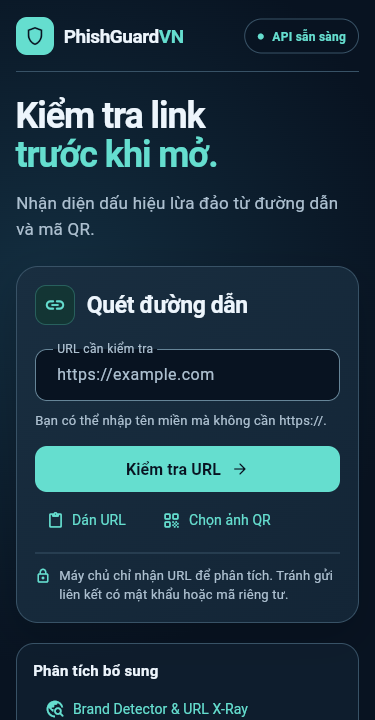 PhishGuardVN
API sẵn sàng
Kiểm tra link
trước khi mở.
Nhận diện dấu hiệu lừa đảo từ đường dẫn
và mã QR.
Quét đường dẫn
URL cần kiểm tra
https://example.com
Bạn có thể nhập tên miền mà không cần https://.
Kiểm tra URL
Dán URL
Chọn ảnh QR
Máy chủ chỉ nhận URL để phân tích. Tránh gửi
liên kết có mật khẩu hoặc mã riêng tư.
Phân tích bổ sung
Brand Detector & URL X-Ray